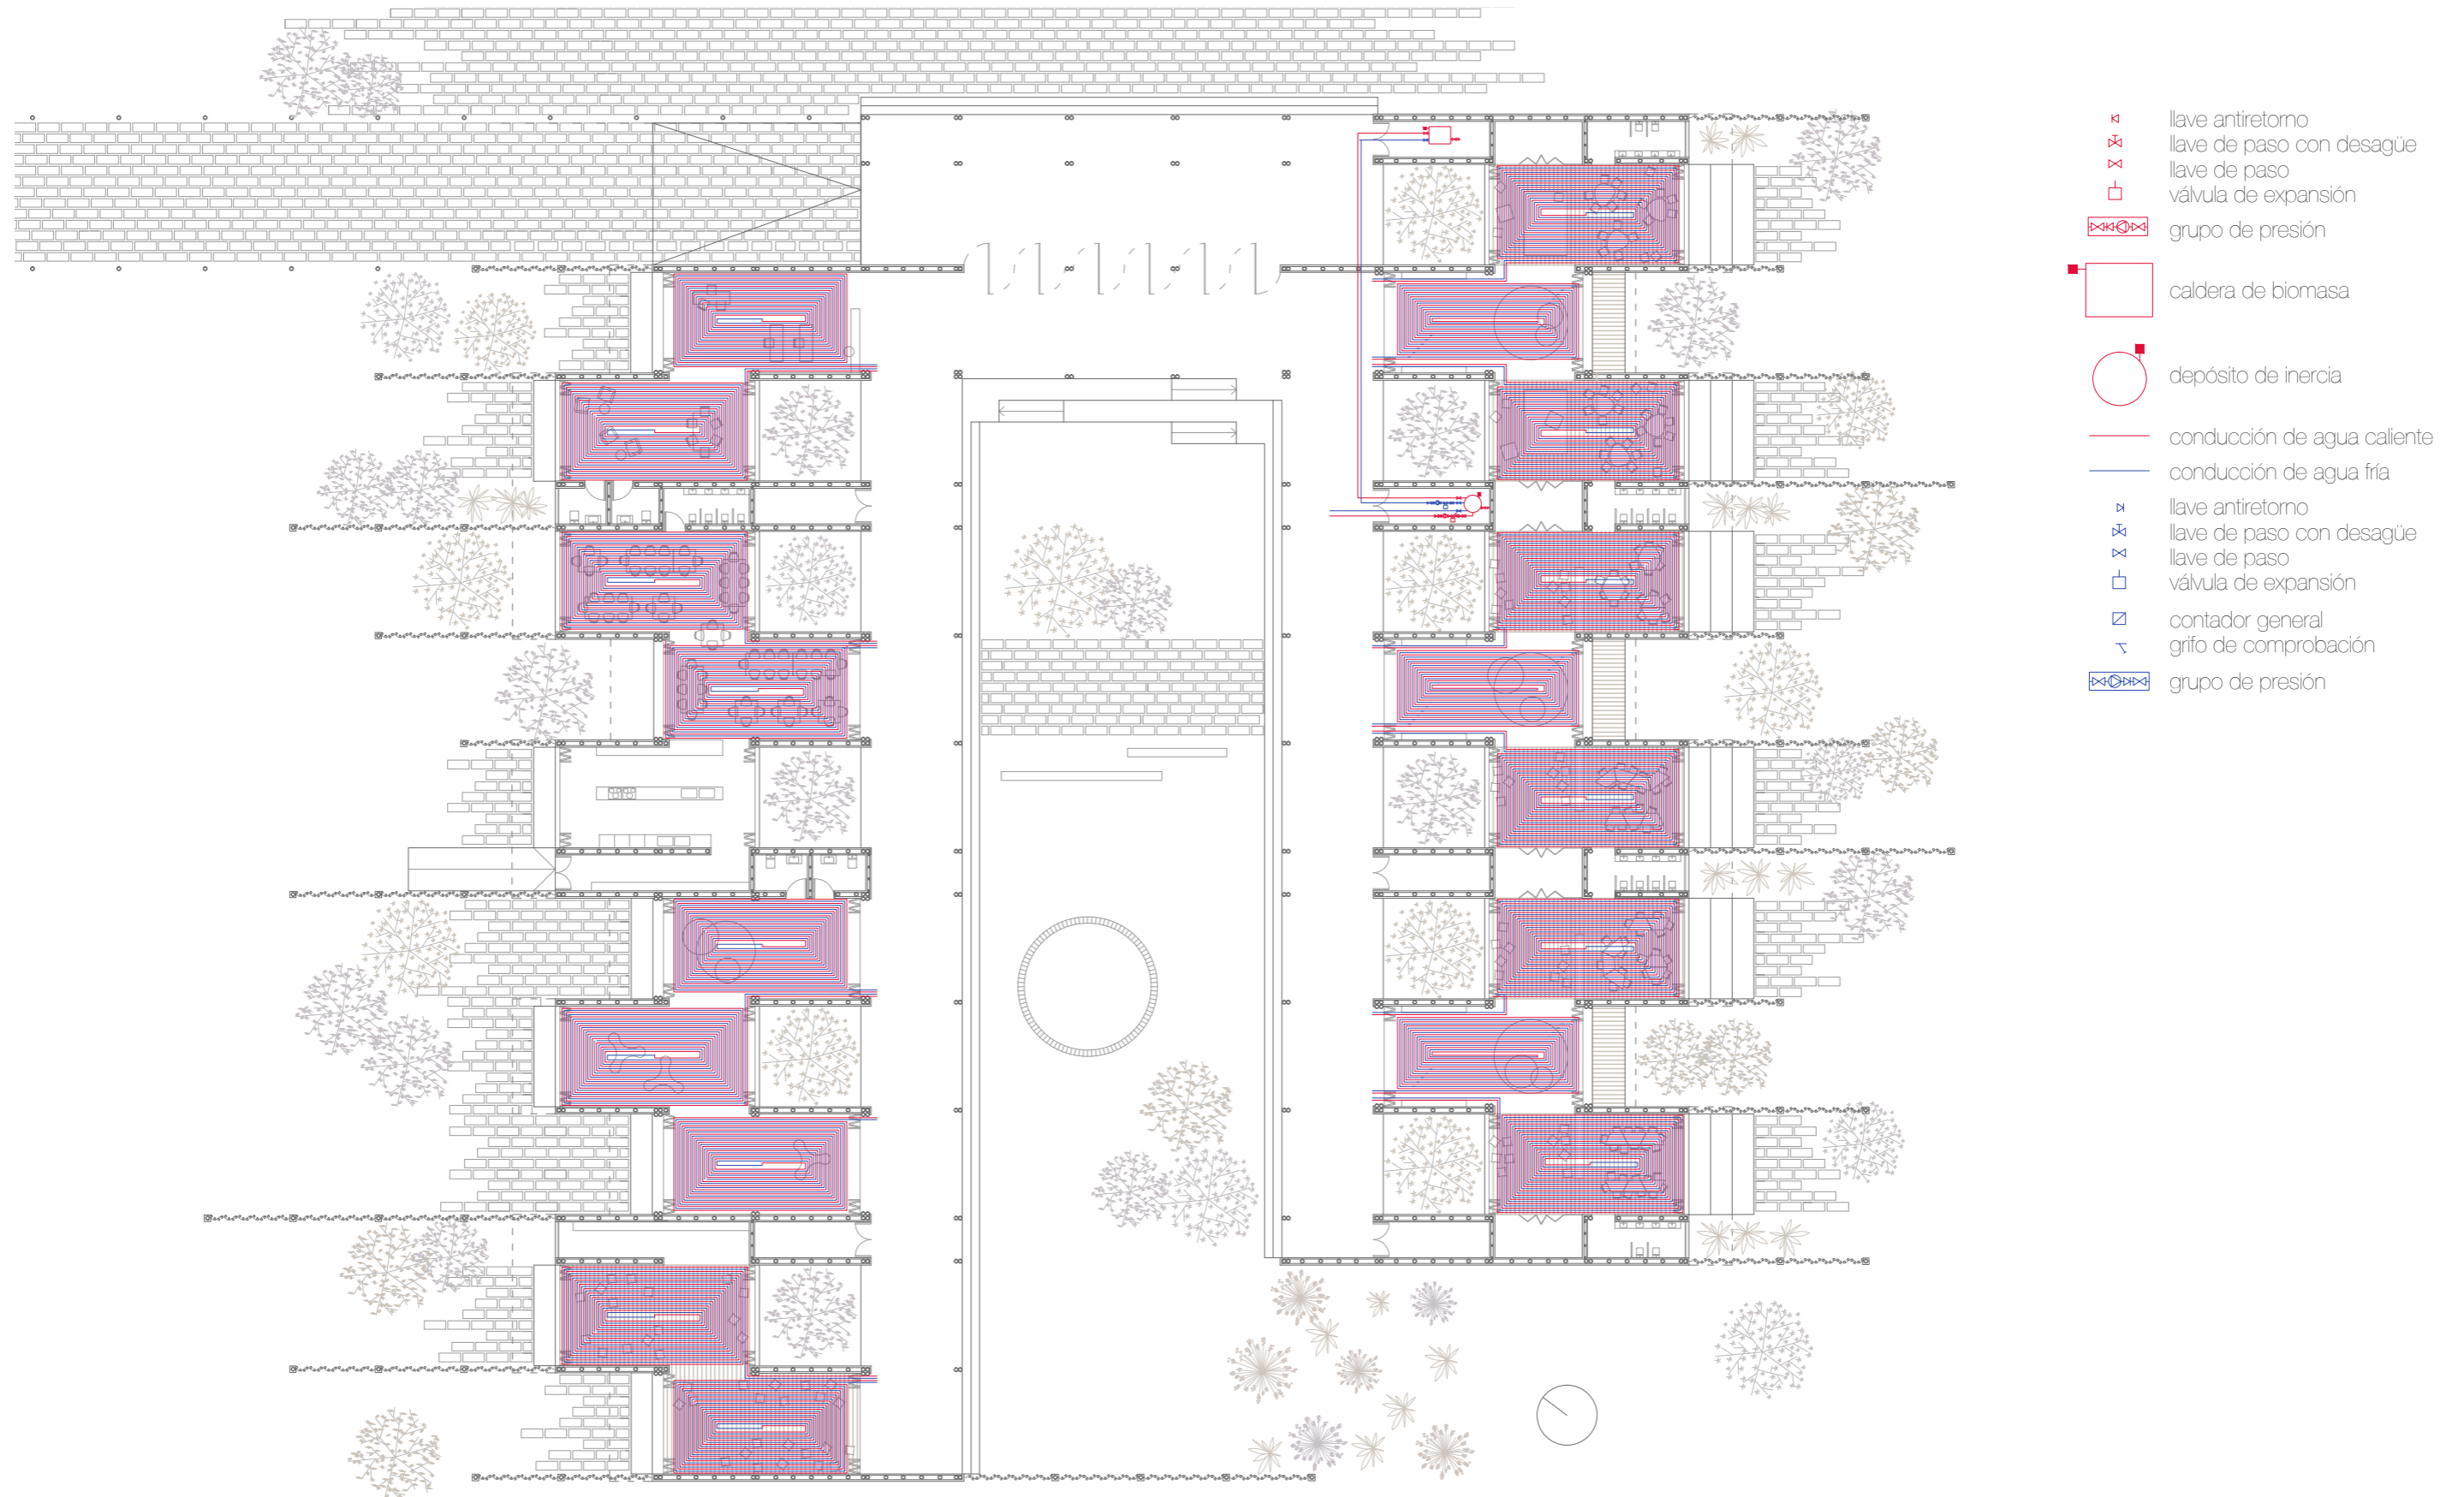 llave antiretorno
llave de paso con desagüe
llave de paso
válvula de expansión
grupo de presión
caldera de biomasa
depósito de inercia
conducción de agua caliente
conducción de agua fría
llave antiretorno
llave de paso con desagüe
llave de paso
válvula de expansión
contador general
grifo de comprobación
grupo de presión